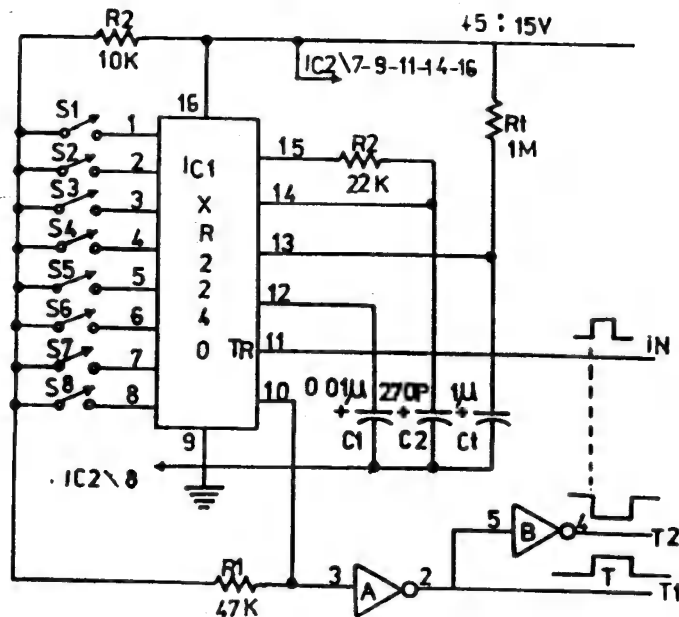 R2
10K
+5 : 15V
IC2\7-9-11-14-16
16
S1
1
S2
2
S3
3
S4
4
S5
5
S6
6
S7
7
S8
8
IC1
X
R
2
2
4
0
TR
15
R2
22K
14
13
12
11
10
Rt
1M
iN
0 01µ
+
C1
270P
+
C2
1µ
+
Ct
9
IC2\8
R1
47K
3
A
2
5
B
4
T2
T
T1